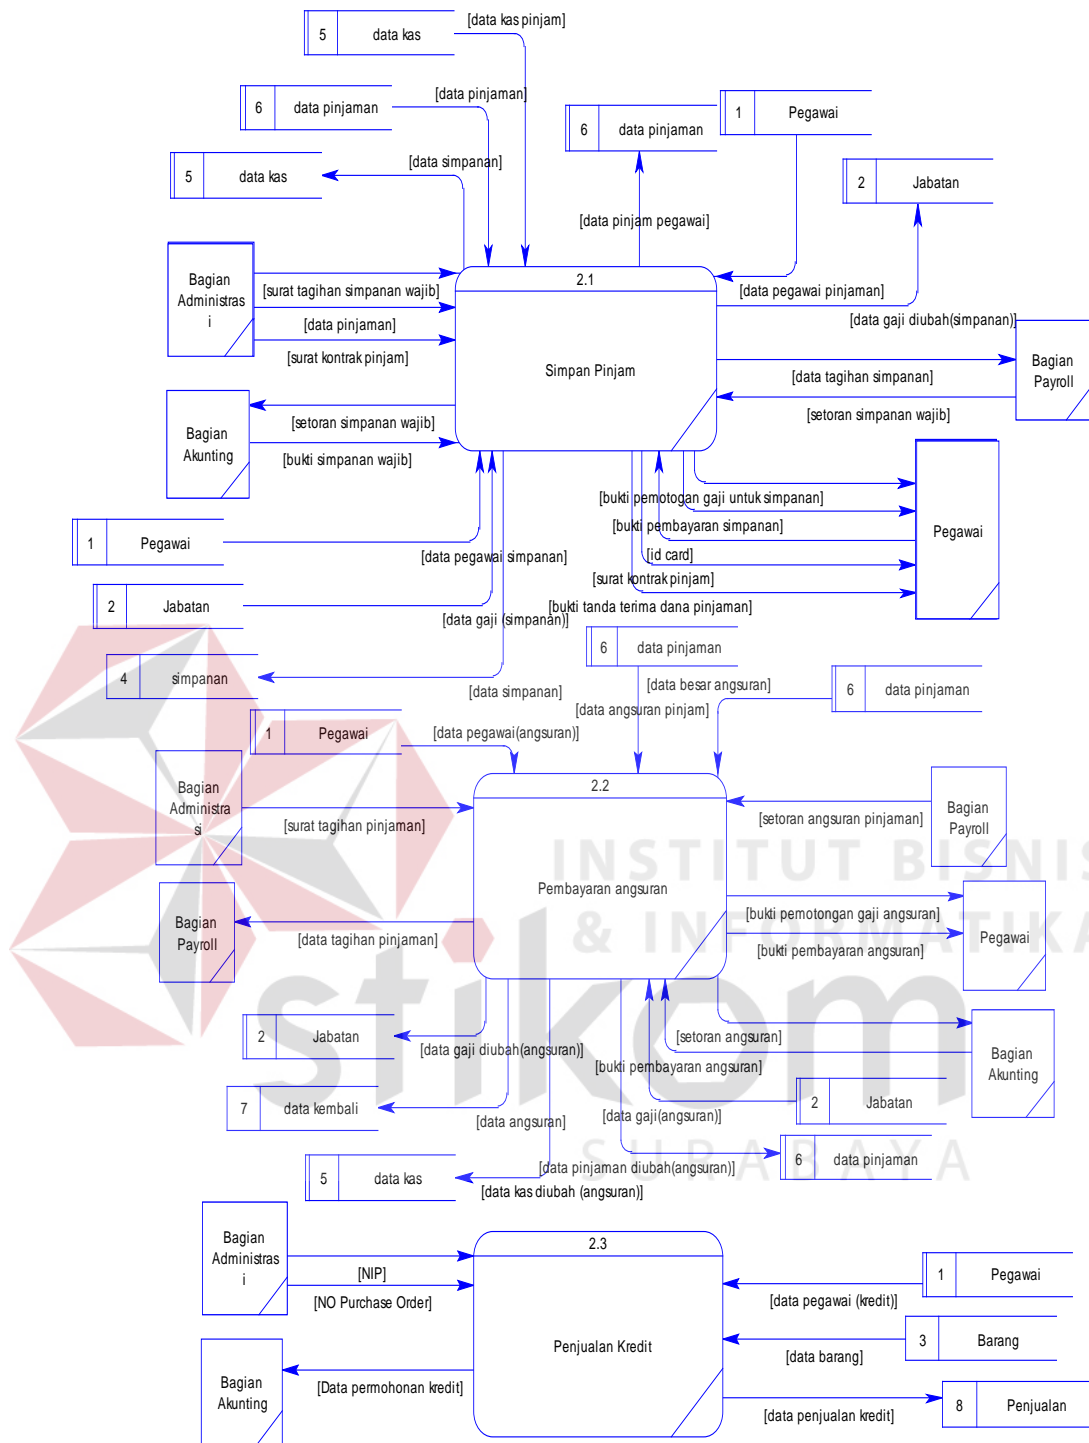 [data kas pinjam]
5 data kas
[data pinjaman]
6 data pinjaman
6 data pinjaman
1 Pegawai
[data simpanan]
5 data kas
2 Jabatan
[data pinjam pegawai]
Bagian
Administras
i
2.1
Simpan Pinjam
[surat tagihan simpanan wajib]
[data pinjaman]
[surat kontrak pinjam]
[data pegawai pinjaman]
[data gaji diubah(simpanan)]
Bagian
Payroll
[data tagihan simpanan]
[setoran simpanan wajib]
Bagian
Akunting
[setoran simpanan wajib]
[bukti simpanan wajib]
[bukti pemotogan gaji untuk simpanan]
[bukti pembayaran simpanan]
[id card]
[surat kontrak pinjam]
[bukti tanda terima dana pinjaman]
Pegawai
1 Pegawai
[data pegawai simpanan]
2 Jabatan
[data gaji (simpanan)]
4 simpanan
[data simpanan]
6 data pinjaman
[data besar angsuran]
6 data pinjaman
[data angsuran pinjam]
1 Pegawai
[data pegawai(angsuran)]
Bagian
Administra
si
[surat tagihan pinjaman]
2.2
Pembayaran angsuran
[setoran angsuran pinjaman]
Bagian
Payroll
INSTITUT BISNIS
& INFORMATIKA
stikom
SURABAYA
Bagian
Payroll
[data tagihan pinjaman]
[bukti pemotongan gaji angsuran]
[bukti pembayaran angsuran]
Pegawai
2 Jabatan
[data gaji diubah(angsuran)]
[setoran angsuran]
[bukti pembayaran angsuran]
Bagian
Akunting
7 data kembali
[data angsuran]
[data gaji(angsuran)]
2 Jabatan
5 data kas
[data kas diubah (angsuran)]
[data pinjaman diubah(angsuran)]
6 data pinjaman
Bagian
Administras
i
[NIP]
[NO Purchase Order]
2.3
Penjualan Kredit
1 Pegawai
[data pegawai (kredit)]
3 Barang
[data barang]
Bagian
Akunting
[Data permohonan kredit]
8 Penjualan
[data penjualan kredit]